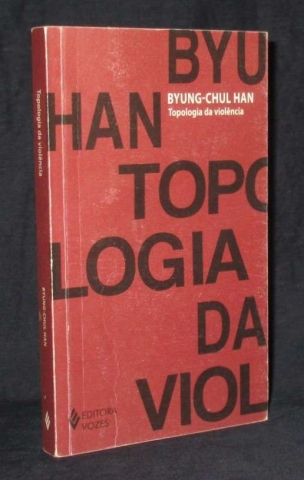 Topologia da violência
BYUNG-CHUL HAN
BYU
BYUNG-CHUL HAN
Topologia da violência
HAN
TOPO
LOGIA
DA
VIOL
EDITORA
VOZES